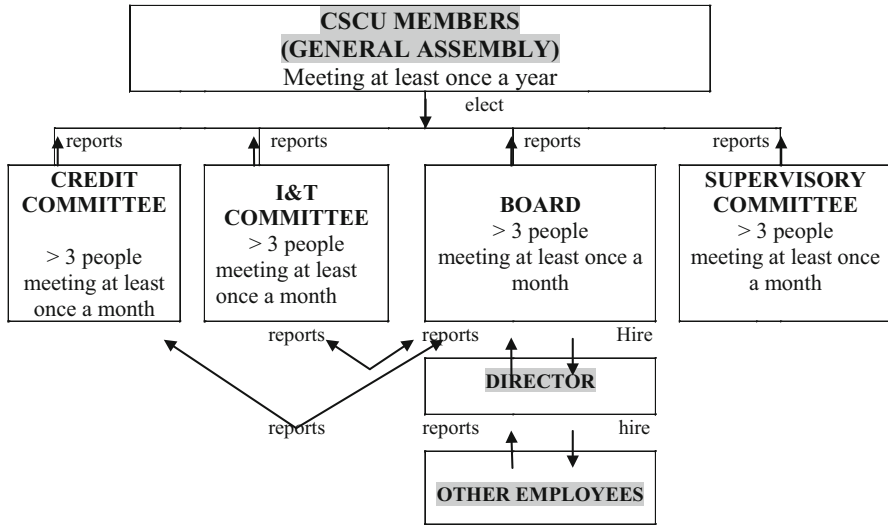 CSCU MEMBERS
(GENERAL ASSEMBLY)
Meeting at least once a year
elect
reports
reports
reports
reports
CREDIT
COMMITTEE
> 3 people
meeting at least
once a month
I&T
COMMITTEE
> 3 people
meeting at least
once a month
BOARD
> 3 people
meeting at least once a
month
SUPERVISORY
COMMITTEE
> 3 people
meeting at least once
a month
reports
reports
Hire
DIRECTOR
reports
reports
hire
OTHER EMPLOYEES